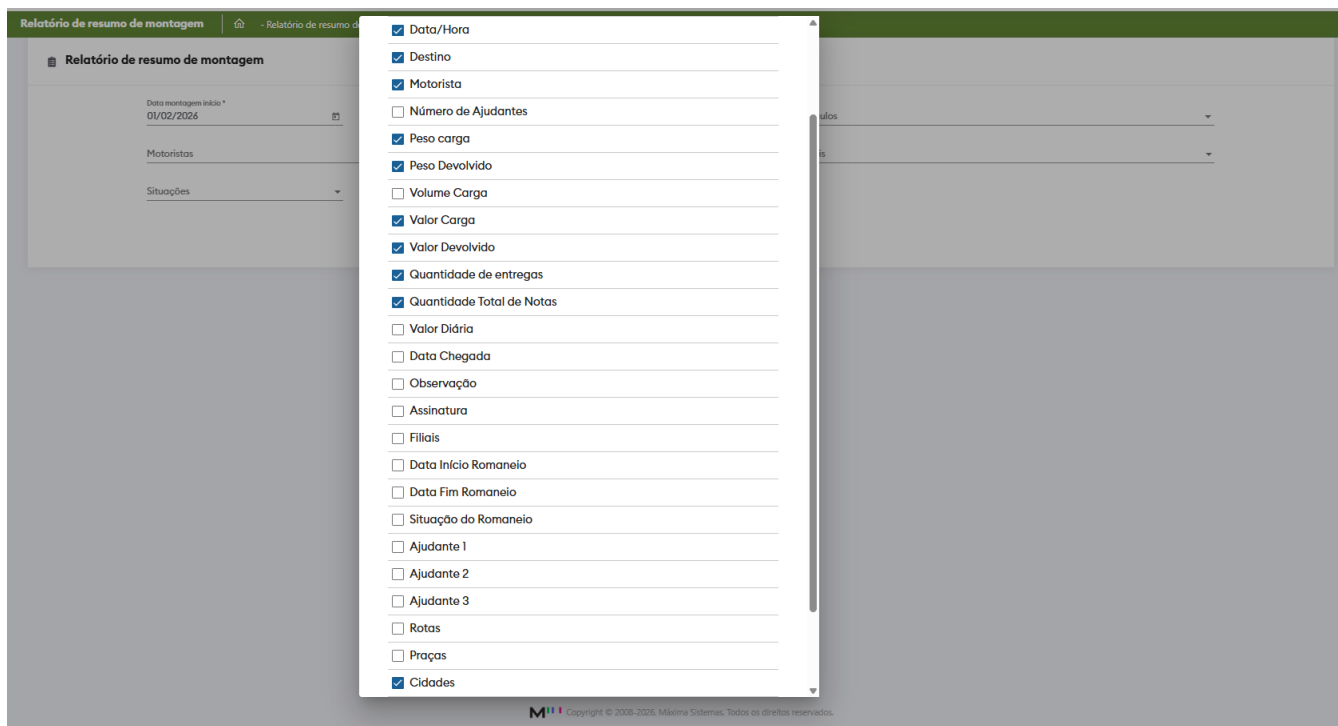 Relatório de resumo de montagem
- Relatório de resumo d
Relatório de resumo de montagem
Data montagem início *
01/02/2026
ulos
Motoristas
is
Situações
Data/Hora
Destino
Motorista
Número de Ajudantes
Peso carga
Peso Devolvido
Volume Carga
Valor Carga
Valor Devolvido
Quantidade de entregas
Quantidade Total de Notas
Valor Diária
Data Chegada
Observação
Assinatura
Filiais
Data Início Romaneio
Data Fim Romaneio
Situação do Romaneio
Ajudante 1
Ajudante 2
Ajudante 3
Rotas
Praças
Cidades
M Copyright © 2008-2026. Máxima Sistemas. Todos os direitos reservados.